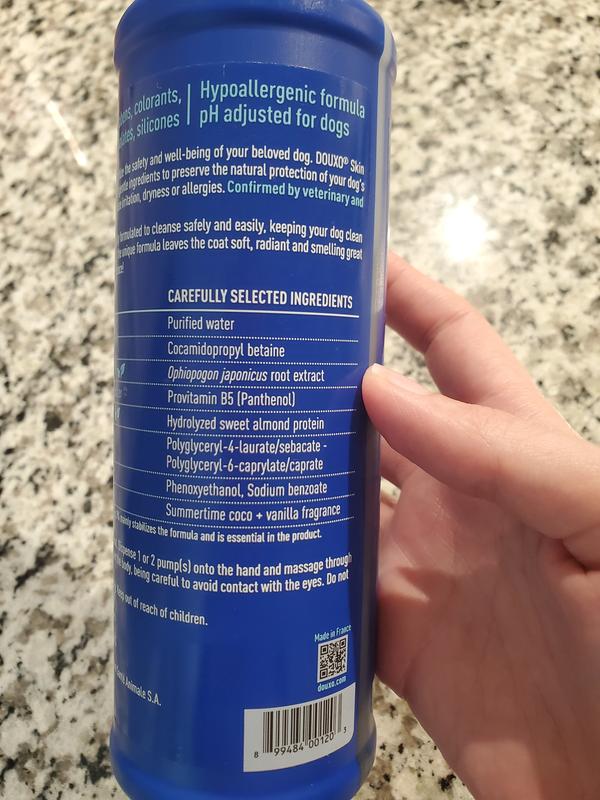 colorants, | Hypoallergenic formula
silicones | pH adjusted for dogs
the safety and well-being of your beloved dog. DOUXO® Skin
ingredients to preserve the natural protection of your dog's
irritation, dryness or allergies. Confirmed by veterinary and
formulated to cleanse safely and easily, keeping your dog clean
unique formula leaves the coat soft, radiant and smelling great
CAREFULLY SELECTED INGREDIENTS
Purified water
Cocamidopropyl betaine
Ophiopogon japonicus root extract
Provitamin B5 (Panthenol)
Hydrolyzed sweet almond protein
Polyglyceryl-4-laurate/sebacate -
Polyglyceryl-6-caprylate/caprate
Phenoxyethanol, Sodium benzoate
Summertime coco + vanilla fragrance
mainly stabilizes the formula and is essential in the product.
dispense 1 or 2 pump(s) onto the hand and massage through
the body, being careful to avoid contact with the eyes. Do not
keep out of reach of children.
Made in France
douxo.com
Santé Animale S.A.
8 99484 00120 3